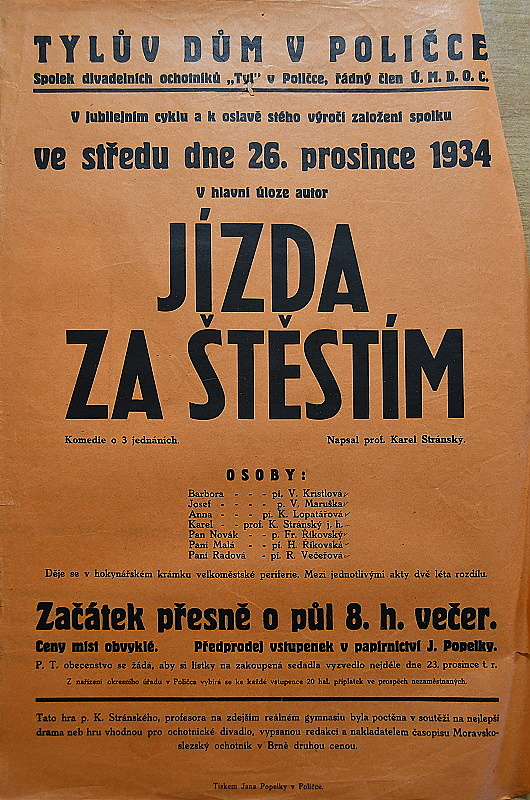 TYLŮV DŮM V POLIČCE
Spolek divadelních ochotníků „Tyl” v Poličce, řádný člen Ú. M. D. O. C.
V jubilejním cyklu a k oslavě stého výročí založení spolku
ve středu dne 26. prosince 1934
V hlavní úloze autor
JÍZDA
ZA ŠTĚSTÍM
Komedie o 3 jednáních. Napsal prof. Karel Stránský.
OSOBY:
Barbora - - - pí. V. Kristlová
Josef - - - - p. V. Maruška
Anna - - - - pí. K. Lopatářová
Karel - - prof. K. Stránský j. h.
Pan Novák - - p. Fr. Říkovský
Paní Malá - - pí. H. Říkovská
Paní Radová - pí. R. Večeřová
Děje se v hokynářském krámku velkoměstské periferie. Mezi jednotlivými akty dvě léta rozdílu.
Začátek přesně o půl 8. h. večer.
Ceny míst obvyklé. Předprodej vstupenek v papírnictví J. Popelky.
P. T. obecenstvo se žádá, aby si lístky na zakoupená sedadla vyzvedlo nejdéle dne 23. prosince t. r.
Z nařízení okresního úřadu v Poličce vybírá se ke každé vstupence 20 hal. příplatek ve prospěch nezaměstnaných.
Tato hra p. K. Stránského, profesora na zdejším reálném gymnasiu byla poctěna v soutěži na nejlepší
drama neb hru vhodnou pro ochotnické divadlo, vypsanou redakcí a nakladatelem časopisu Moravsko-
slezský ochotník v Brně druhou cenou.
Tiskem Jana Popelky v Poličce.